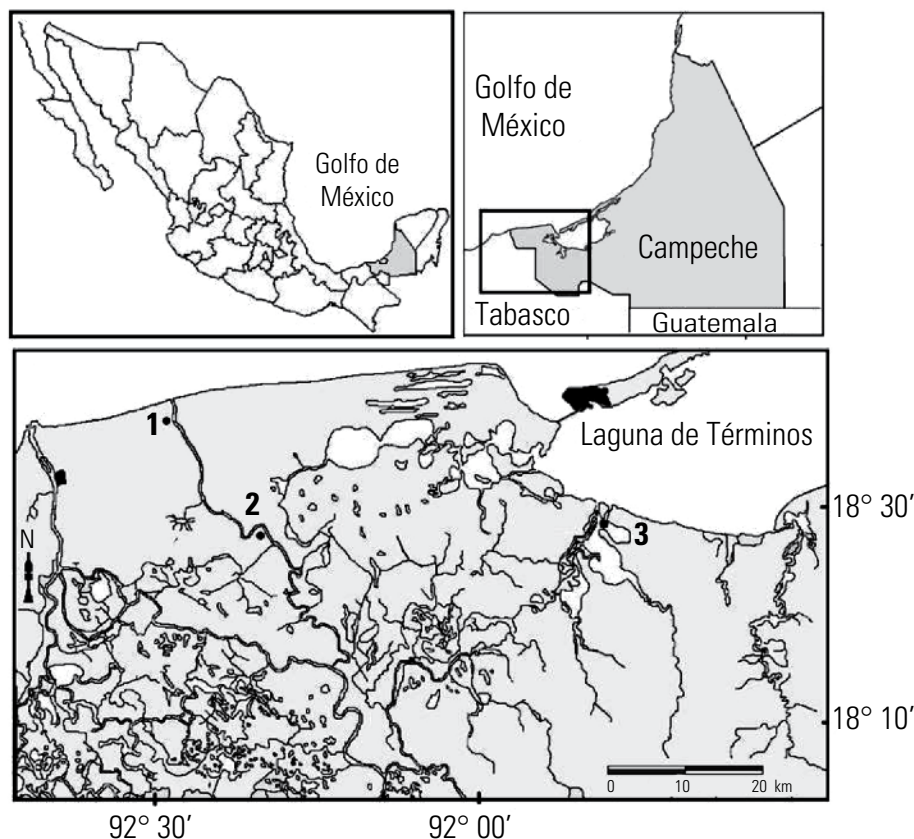 Golfo de
México
Golfo de
México
Campeche
Tabasco
Guatemala
1
2
3
Laguna de Términos
N
18° 30'
18° 10'
0 10 20 km
92° 30'
92° 00'